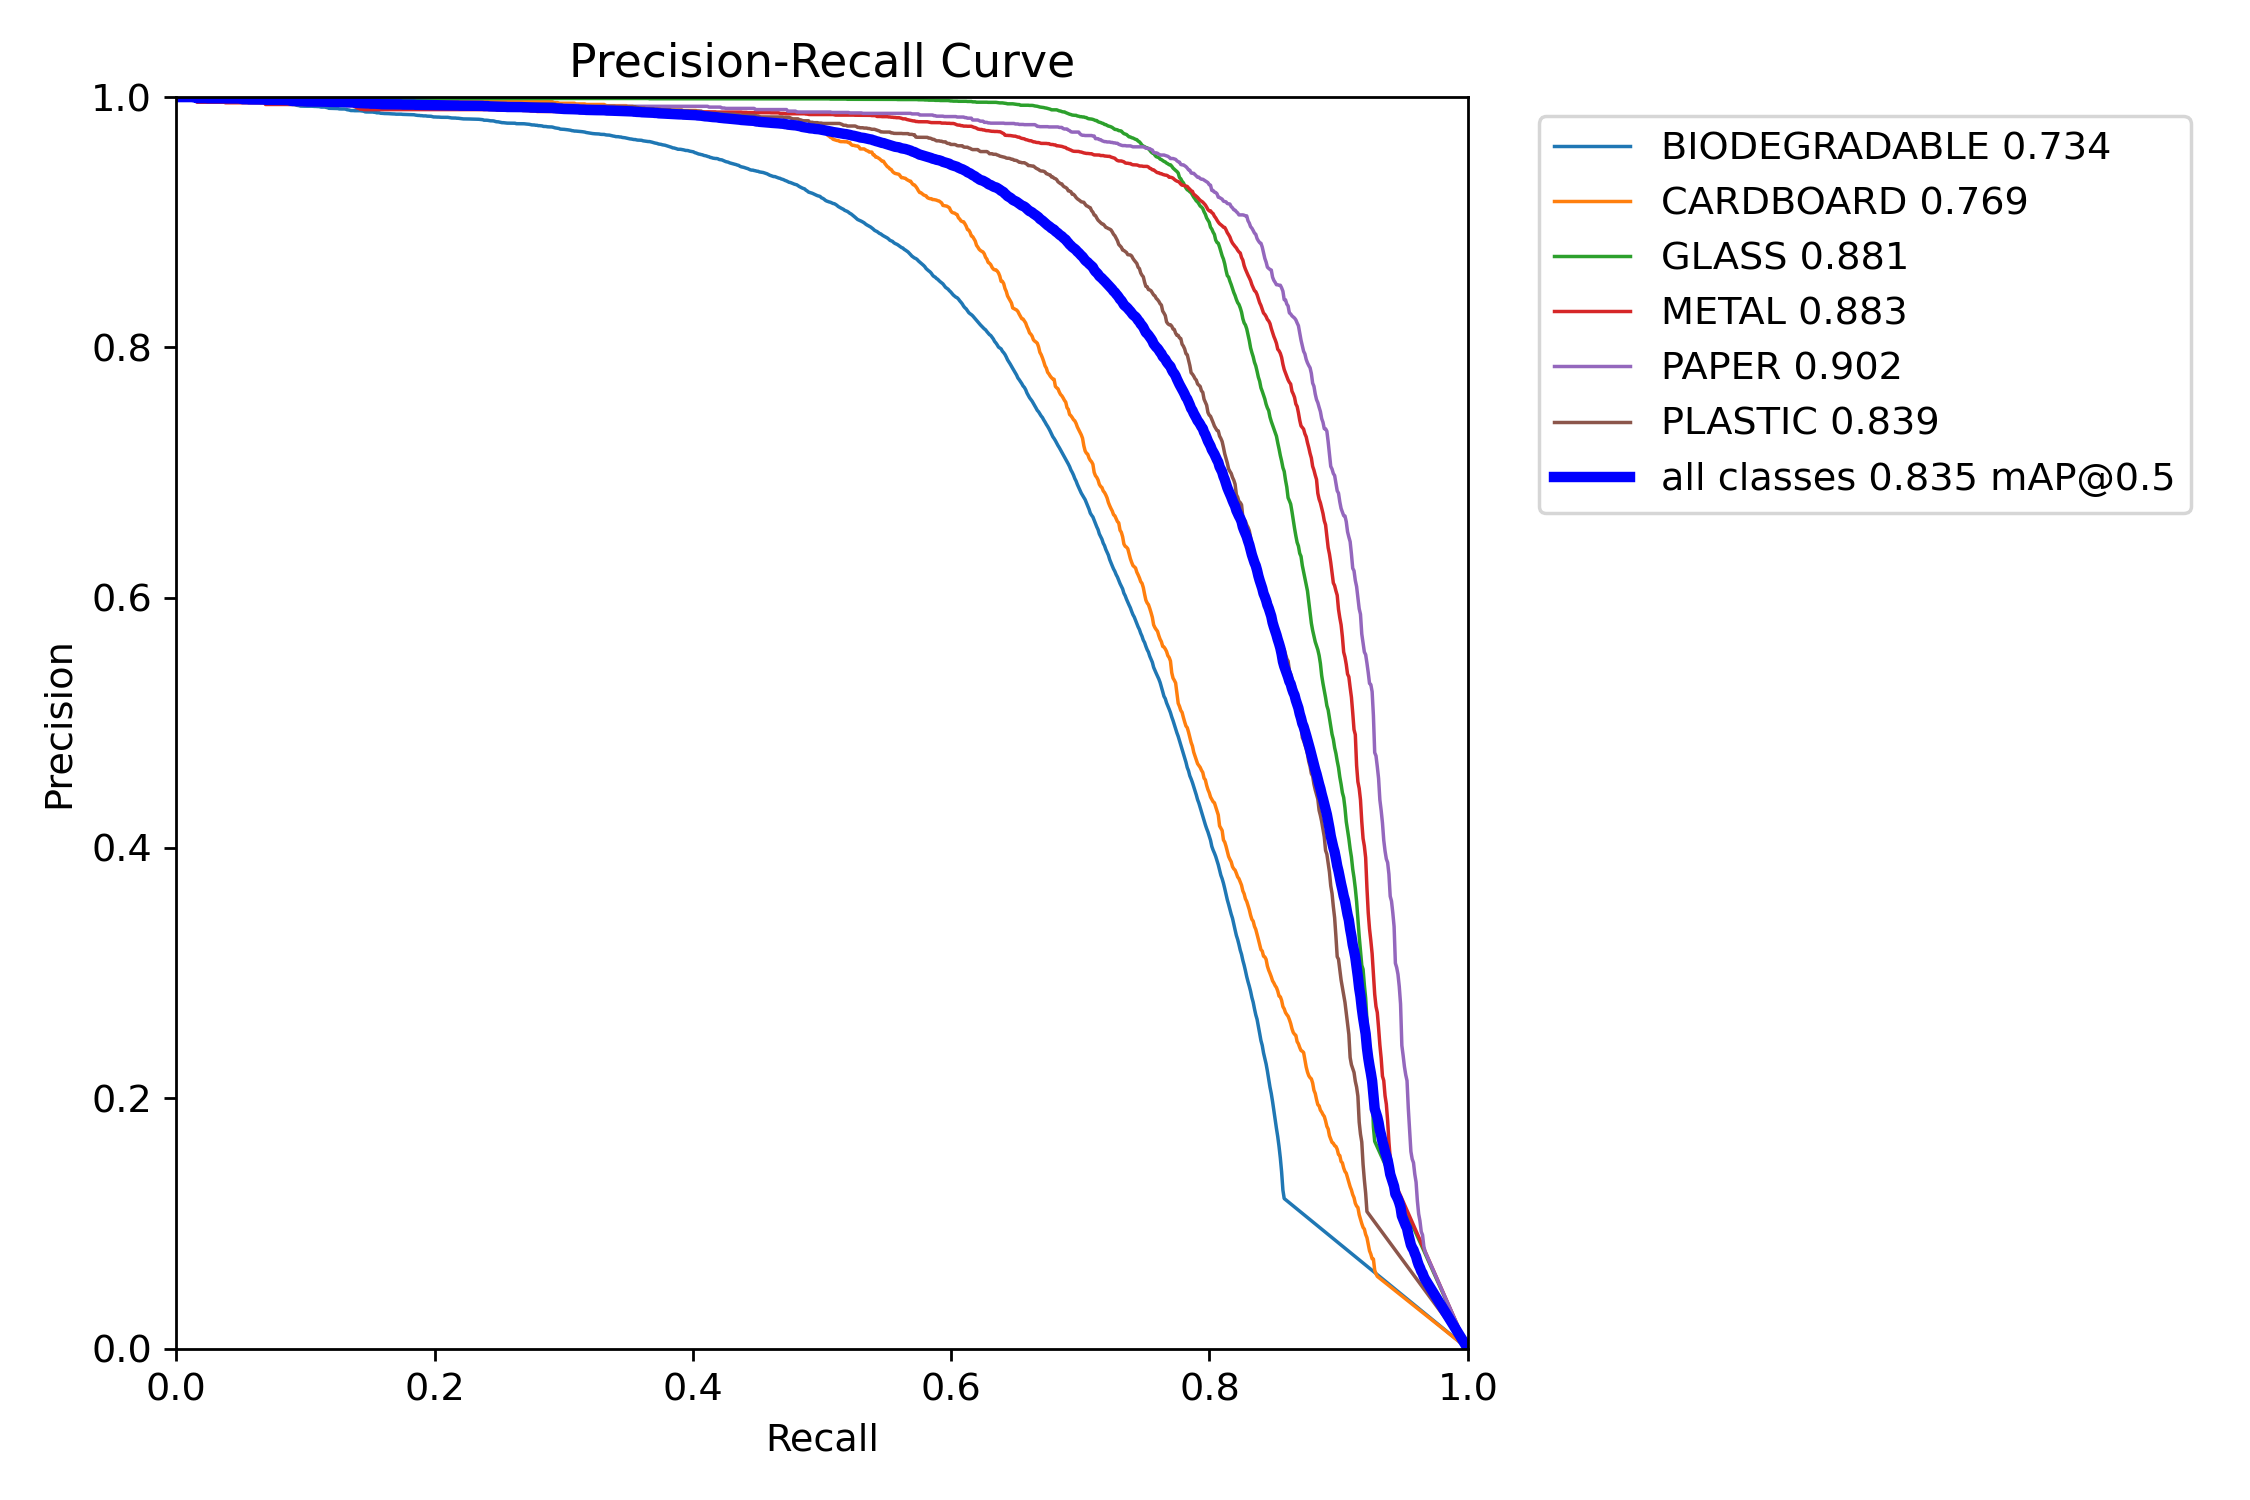 Precision-Recall Curve
1.0
0.8
0.6
0.4
0.2
0.0
Precision
0.0 0.2 0.4 0.6 0.8 1.0
Recall
BIODEGRADABLE 0.734
CARDBOARD 0.769
GLASS 0.881
METAL 0.883
PAPER 0.902
PLASTIC 0.839
all classes 0.835 mAP@0.5